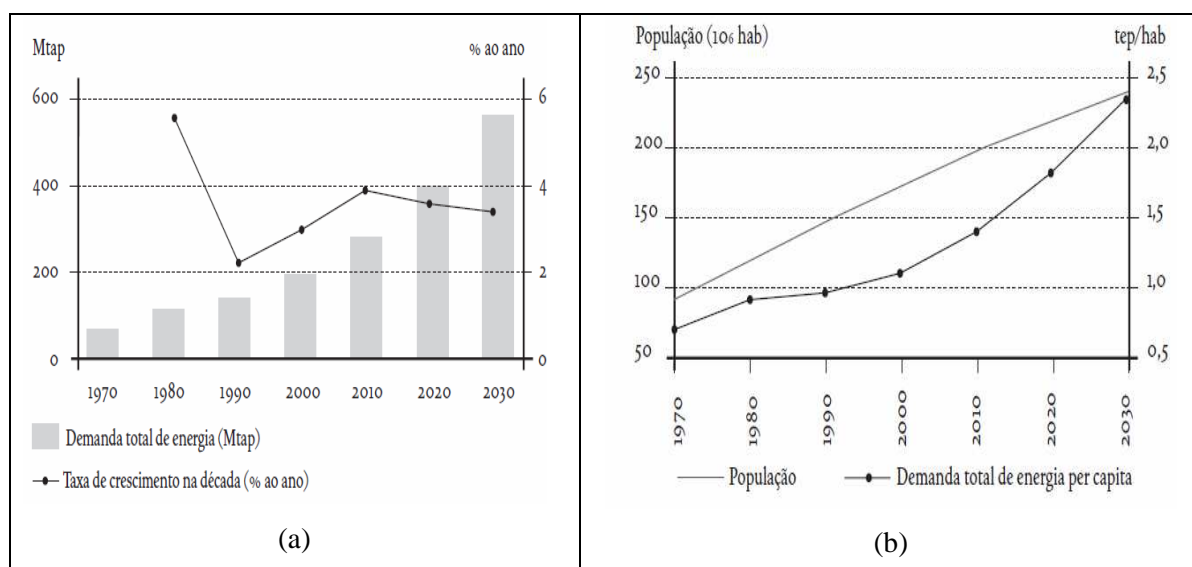 Mtap
% ao ano
600
6
400
4
200
2
0
0
1970 1980 1990 2000 2010 2020 2030
Demanda total de energia (Mtap)
Taxa de crescimento na década (% ao ano)
(a)
População (10⁶ hab)
tep/hab
250
2,5
200
2,0
150
1,5
100
1,0
50
0,5
1970 1980 1990 2000 2010 2020 2030
População
Demanda total de energia per capita
(b)